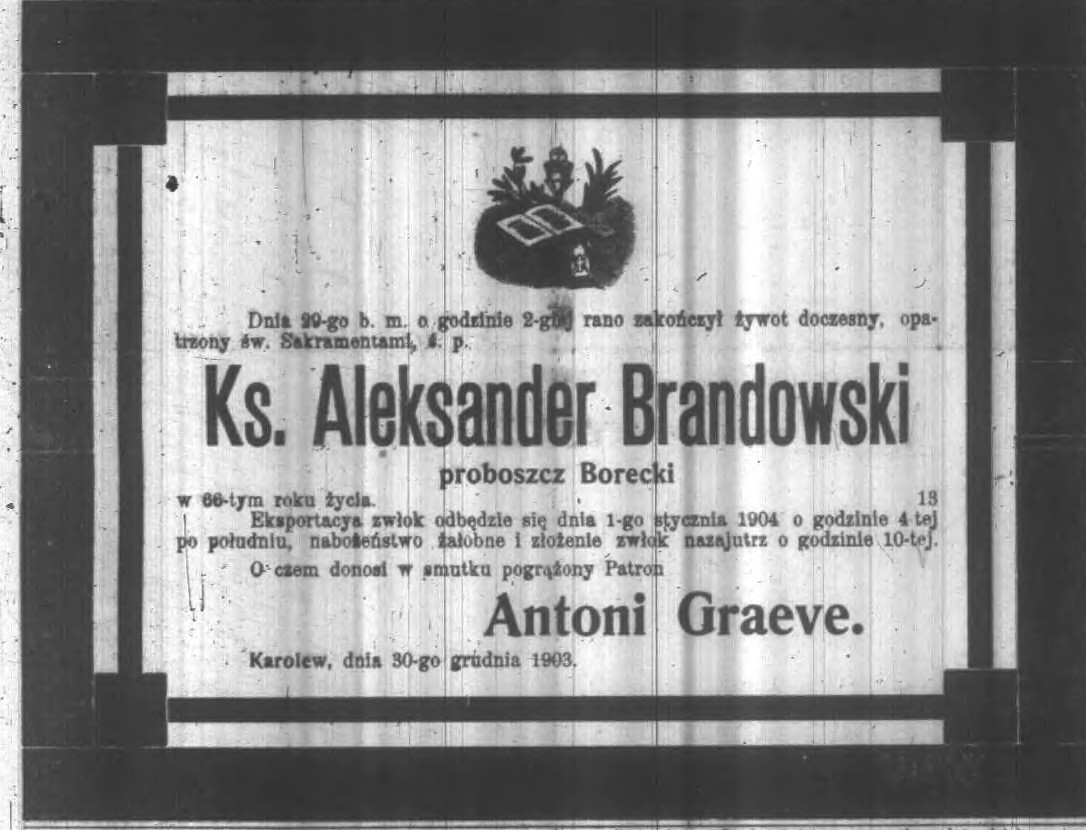 Dnia 29-go b. m. o godzinie 2-giej rano zakończył żywot doczesny, opa-
trzony św. Sakramentami, ś. p.
Ks. Aleksander Brandowski
proboszcz Borecki
w 66-tym roku życia. 13
Eksportacya zwłok odbędzie się dnia 1-go stycznia 1904 o godzinie 4-tej
po południu, nabożeństwo żałobne i złożenie zwłok nazajutrz o godzinie 10-tej.
O czem donosi w smutku pogrążony Patron
Antoni Graeve.
Karolew, dnia 30-go grudnia 1903.